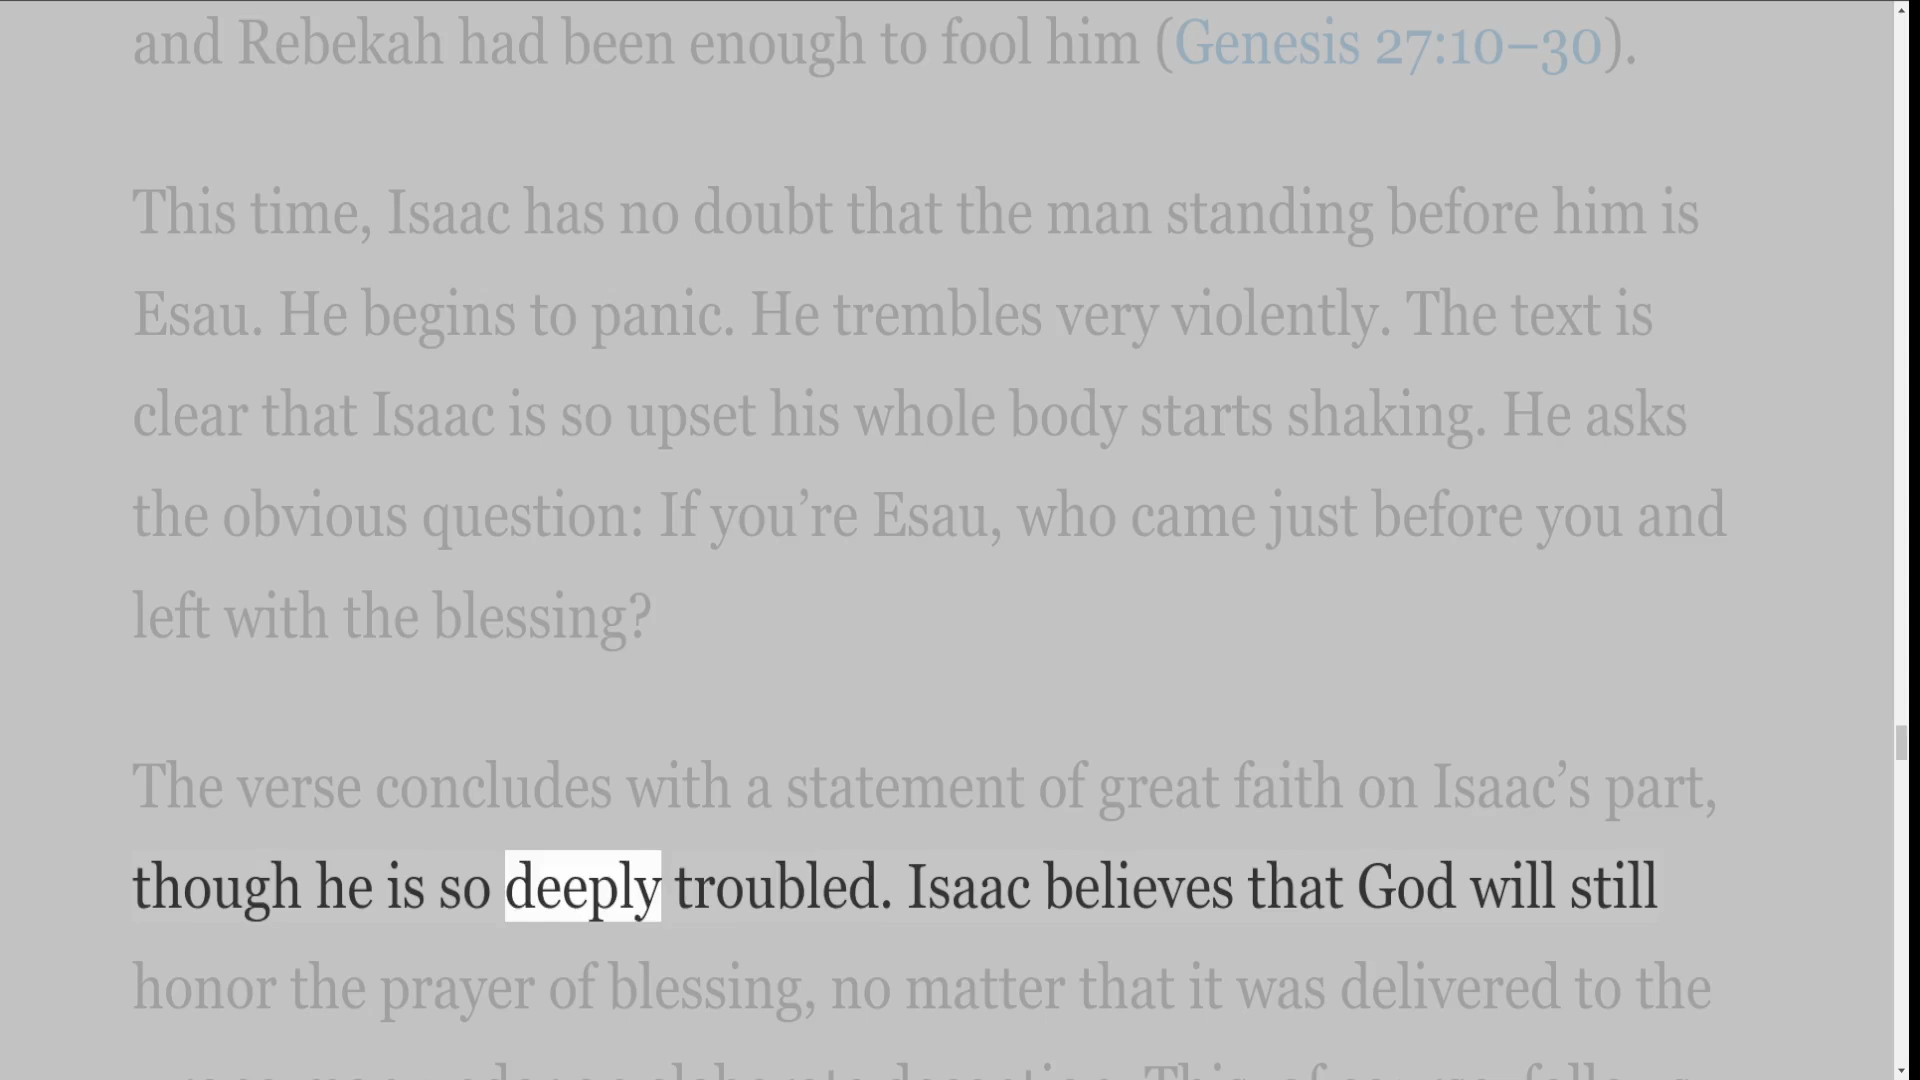 and Rebekah had been enough to fool him (Genesis 27:10–30).
This time, Isaac has no doubt that the man standing before him is
Esau. He begins to panic. He trembles very violently. The text is
clear that Isaac is so upset his whole body starts shaking. He asks
the obvious question: If you’re Esau, who came just before you and
left with the blessing?
The verse concludes with a statement of great faith on Isaac’s part,
though he is so deeply troubled. Isaac believes that God will still
honor the prayer of blessing, no matter that it was delivered to the